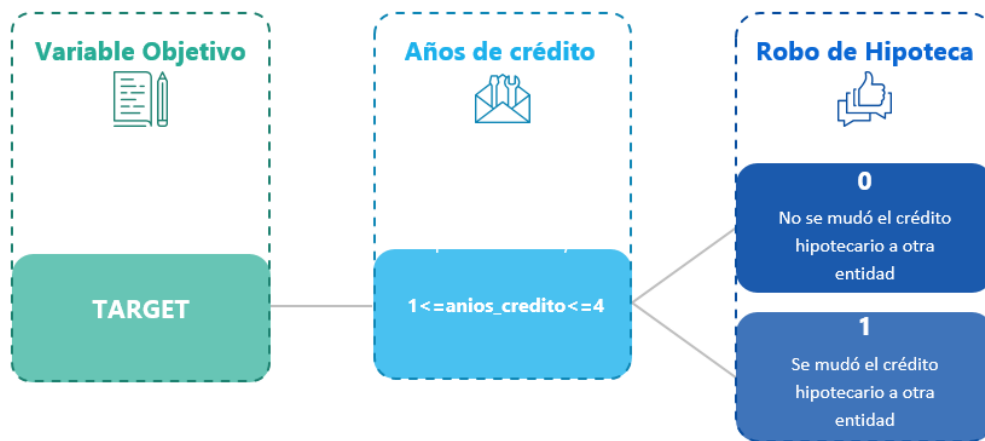 Variable Objetivo
Años de crédito
Robo de Hipoteca
TARGET
1<=anios_credito<=4
0
No se mudó el crédito
hipotecario a otra
entidad
1
Se mudó el crédito
hipotecario a otra
entidad